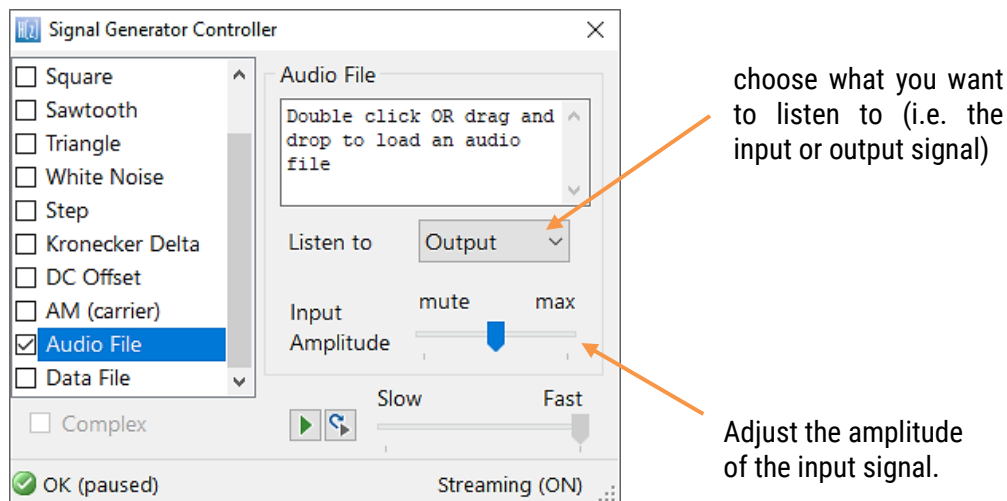 H(z) Signal Generator Controller
Square
Sawtooth
Triangle
White Noise
Step
Kronecker Delta
DC Offset
AM (carrier)
Audio File
Data File
Complex
Audio File
Double click OR drag and
drop to load an audio
file
Listen to
Output
Input
Amplitude
mute max
Slow Fast
OK (paused)
Streaming (ON)
choose what you want
to listen to (i.e. the
input or output signal)
Adjust the amplitude
of the input signal.